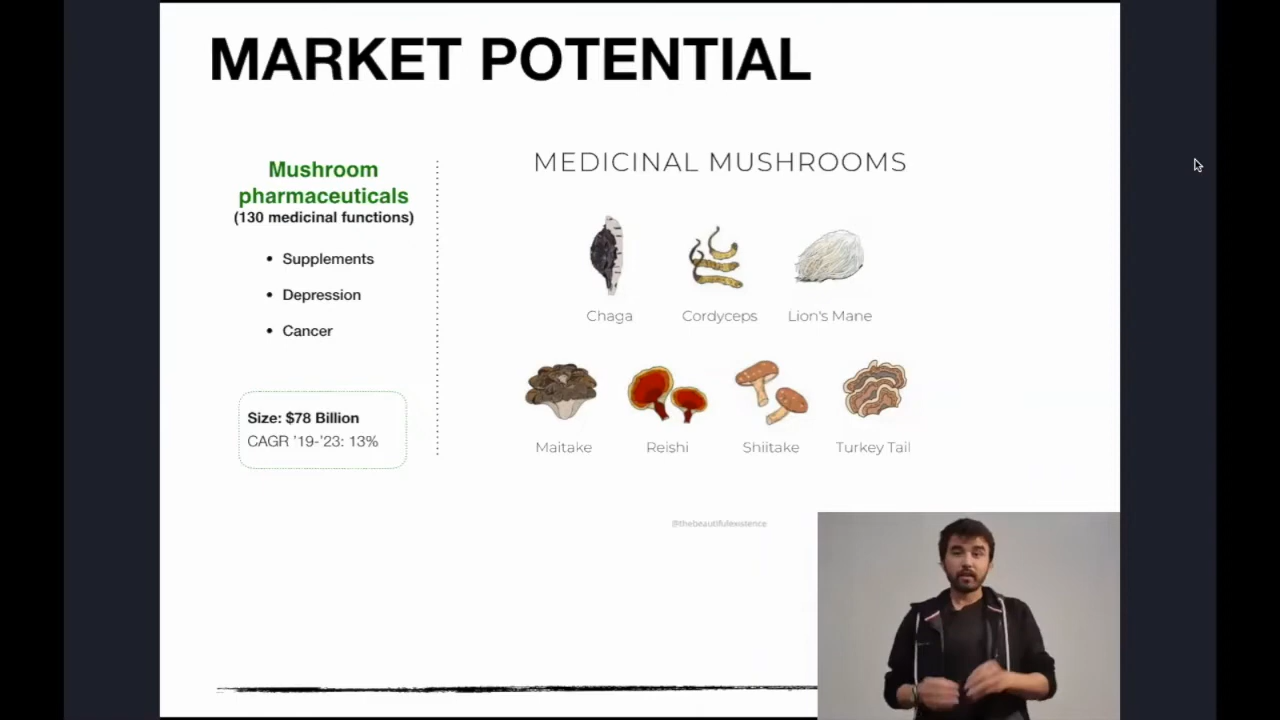 MARKET POTENTIAL
Mushroom
pharmaceuticals
(130 medicinal functions)
• Supplements
• Depression
• Cancer
Size: $78 Billion
CAGR '19-'23: 13%
MEDICINAL MUSHROOMS
Chaga
Cordyceps
Lion's Mane
Maitake
Reishi
Shiitake
Turkey Tail
@thebeautifulexistence